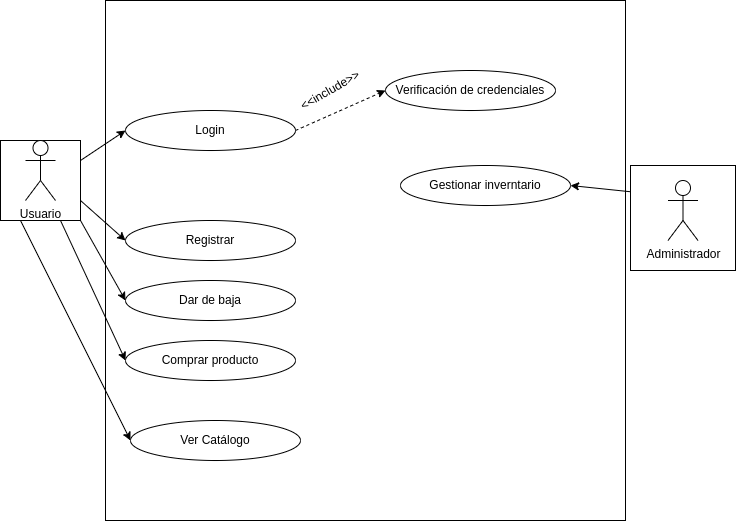 <<include>>
Verificación de credenciales
Login
Gestionar inverntario
Usuario
Administrador
Registrar
Dar de baja
Comprar producto
Ver Catálogo